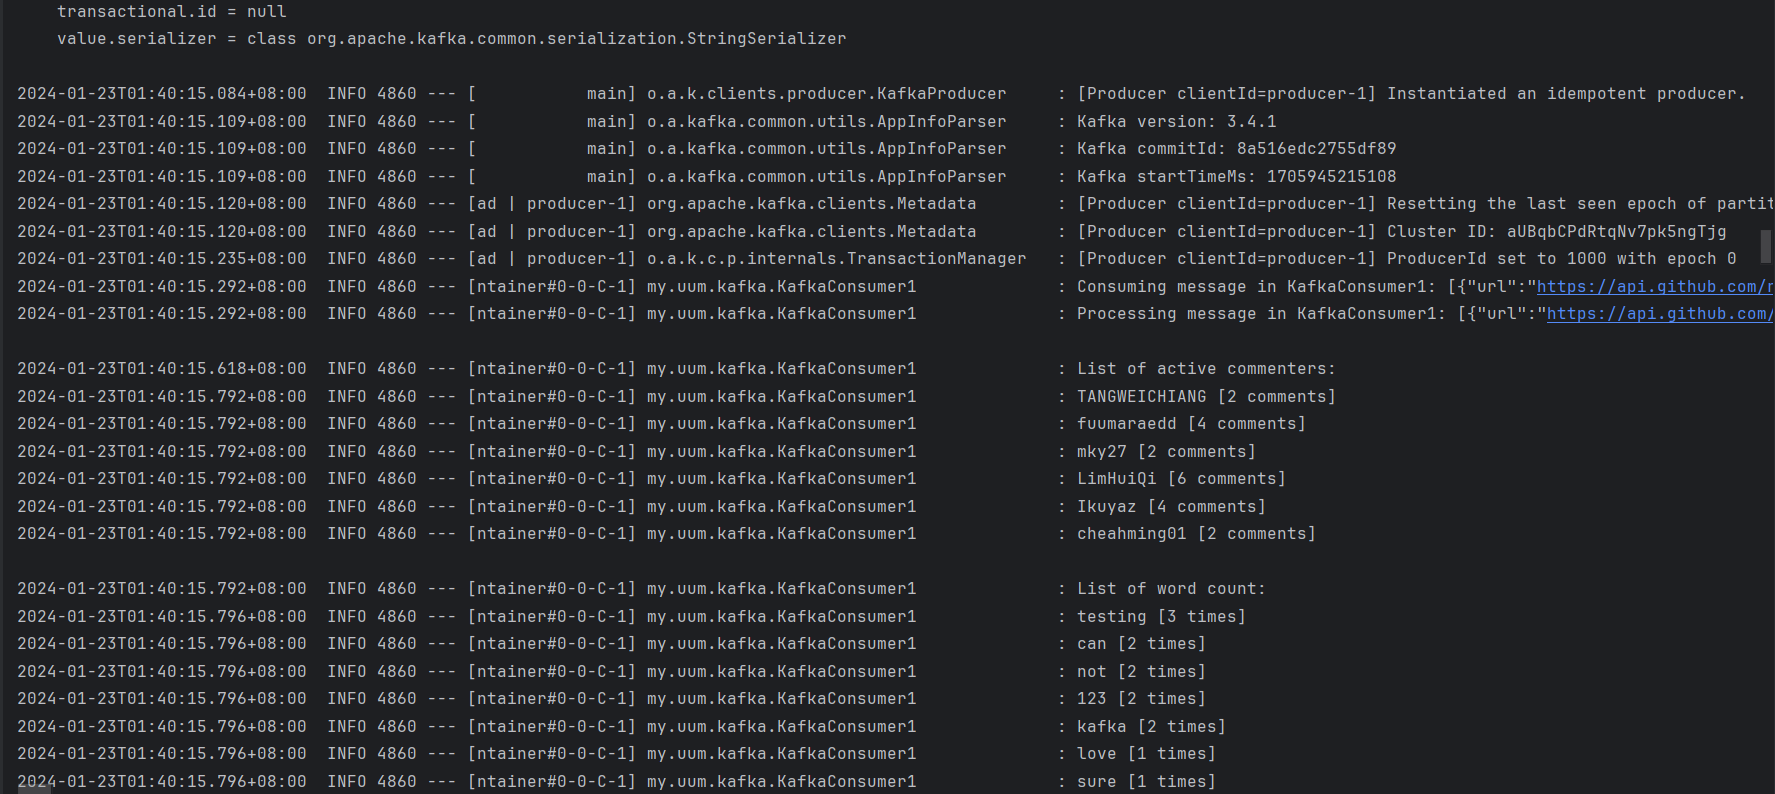 transactional.id = null
value.serializer = class org.apache.kafka.common.serialization.StringSerializer
2024-01-23T01:40:15.084+08:00  INFO 4860 --- [           main] o.a.k.clients.producer.KafkaProducer     : [Producer clientId=producer-1] Instantiated an idempotent producer.
2024-01-23T01:40:15.109+08:00  INFO 4860 --- [           main] o.a.kafka.common.utils.AppInfoParser     : Kafka version: 3.4.1
2024-01-23T01:40:15.109+08:00  INFO 4860 --- [           main] o.a.kafka.common.utils.AppInfoParser     : Kafka commitId: 8a516edc2755df89
2024-01-23T01:40:15.109+08:00  INFO 4860 --- [           main] o.a.kafka.common.utils.AppInfoParser     : Kafka startTimeMs: 1705945215108
2024-01-23T01:40:15.120+08:00  INFO 4860 --- [ad | producer-1] org.apache.kafka.clients.Metadata        : [Producer clientId=producer-1] Resetting the last seen epoch of partit
2024-01-23T01:40:15.120+08:00  INFO 4860 --- [ad | producer-1] org.apache.kafka.clients.Metadata        : [Producer clientId=producer-1] Cluster ID: aUBqbCPdRtqNv7pk5ngTjg
2024-01-23T01:40:15.235+08:00  INFO 4860 --- [ad | producer-1] o.a.k.c.p.internals.TransactionManager   : [Producer clientId=producer-1] ProducerId set to 1000 with epoch 0
2024-01-23T01:40:15.292+08:00  INFO 4860 --- [ntainer#0-0-C-1] my.uum.kafka.KafkaConsumer1              : Consuming message in KafkaConsumer1: [{"url":"https://api.github.com/r
2024-01-23T01:40:15.292+08:00  INFO 4860 --- [ntainer#0-0-C-1] my.uum.kafka.KafkaConsumer1              : Processing message in KafkaConsumer1: [{"url":"https://api.github.com/
2024-01-23T01:40:15.618+08:00  INFO 4860 --- [ntainer#0-0-C-1] my.uum.kafka.KafkaConsumer1              : List of active commenters:
2024-01-23T01:40:15.792+08:00  INFO 4860 --- [ntainer#0-0-C-1] my.uum.kafka.KafkaConsumer1              : TANGWEICHIANG [2 comments]
2024-01-23T01:40:15.792+08:00  INFO 4860 --- [ntainer#0-0-C-1] my.uum.kafka.KafkaConsumer1              : fuumaraedd [4 comments]
2024-01-23T01:40:15.792+08:00  INFO 4860 --- [ntainer#0-0-C-1] my.uum.kafka.KafkaConsumer1              : mky27 [2 comments]
2024-01-23T01:40:15.792+08:00  INFO 4860 --- [ntainer#0-0-C-1] my.uum.kafka.KafkaConsumer1              : LimHuiQi [6 comments]
2024-01-23T01:40:15.792+08:00  INFO 4860 --- [ntainer#0-0-C-1] my.uum.kafka.KafkaConsumer1              : Ikuyaz [4 comments]
2024-01-23T01:40:15.792+08:00  INFO 4860 --- [ntainer#0-0-C-1] my.uum.kafka.KafkaConsumer1              : cheahming01 [2 comments]
2024-01-23T01:40:15.792+08:00  INFO 4860 --- [ntainer#0-0-C-1] my.uum.kafka.KafkaConsumer1              : List of word count:
2024-01-23T01:40:15.796+08:00  INFO 4860 --- [ntainer#0-0-C-1] my.uum.kafka.KafkaConsumer1              : testing [3 times]
2024-01-23T01:40:15.796+08:00  INFO 4860 --- [ntainer#0-0-C-1] my.uum.kafka.KafkaConsumer1              : can [2 times]
2024-01-23T01:40:15.796+08:00  INFO 4860 --- [ntainer#0-0-C-1] my.uum.kafka.KafkaConsumer1              : not [2 times]
2024-01-23T01:40:15.796+08:00  INFO 4860 --- [ntainer#0-0-C-1] my.uum.kafka.KafkaConsumer1              : 123 [2 times]
2024-01-23T01:40:15.796+08:00  INFO 4860 --- [ntainer#0-0-C-1] my.uum.kafka.KafkaConsumer1              : kafka [2 times]
2024-01-23T01:40:15.796+08:00  INFO 4860 --- [ntainer#0-0-C-1] my.uum.kafka.KafkaConsumer1              : love [1 times]
2024-01-23T01:40:15.796+08:00  INFO 4860 --- [ntainer#0-0-C-1] my.uum.kafka.KafkaConsumer1              : sure [1 times]